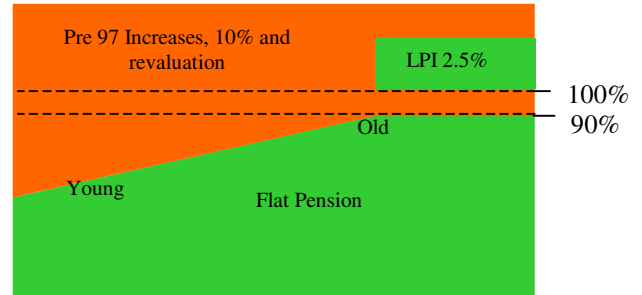 Pre 97 Increases, 10% and
revaluation
LPI 2.5%
100%
90%
Old
Young
Flat Pension